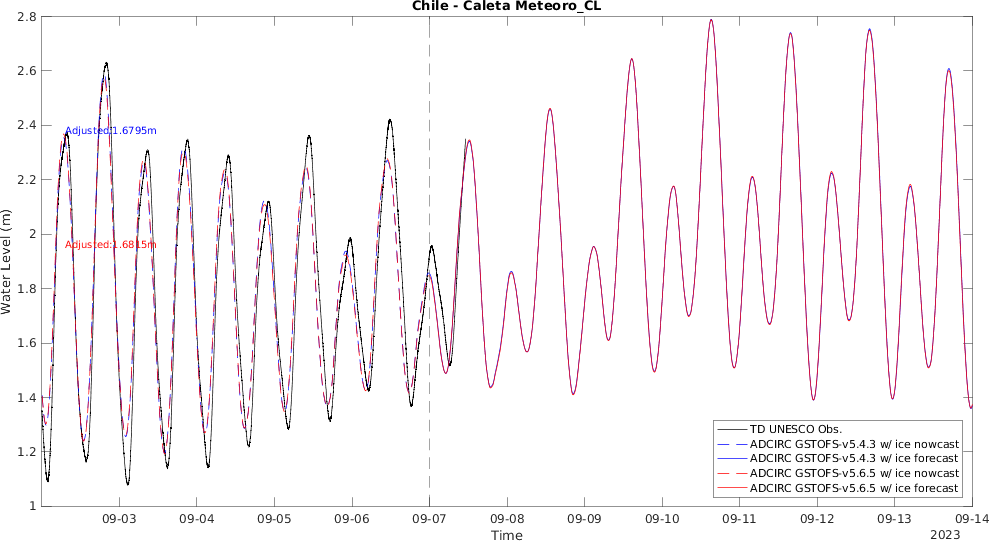 Chile - Caleta Meteoro_CL
2.8
2.6
2.4
2.2
2
1.8
1.6
1.4
1.2
1
Water Level (m)
Adjusted:1.6795m
Adjusted:1.6815m
TD UNESCO Obs.
ADCIRC GSTOFS-v5.4.3 w/ ice nowcast
ADCIRC GSTOFS-v5.4.3 w/ ice forecast
ADCIRC GSTOFS-v5.6.5 w/ ice nowcast
ADCIRC GSTOFS-v5.6.5 w/ ice forecast
09-03 09-04 09-05 09-06 09-07 09-08 09-09 09-10 09-11 09-12 09-13 09-14
Time
2023